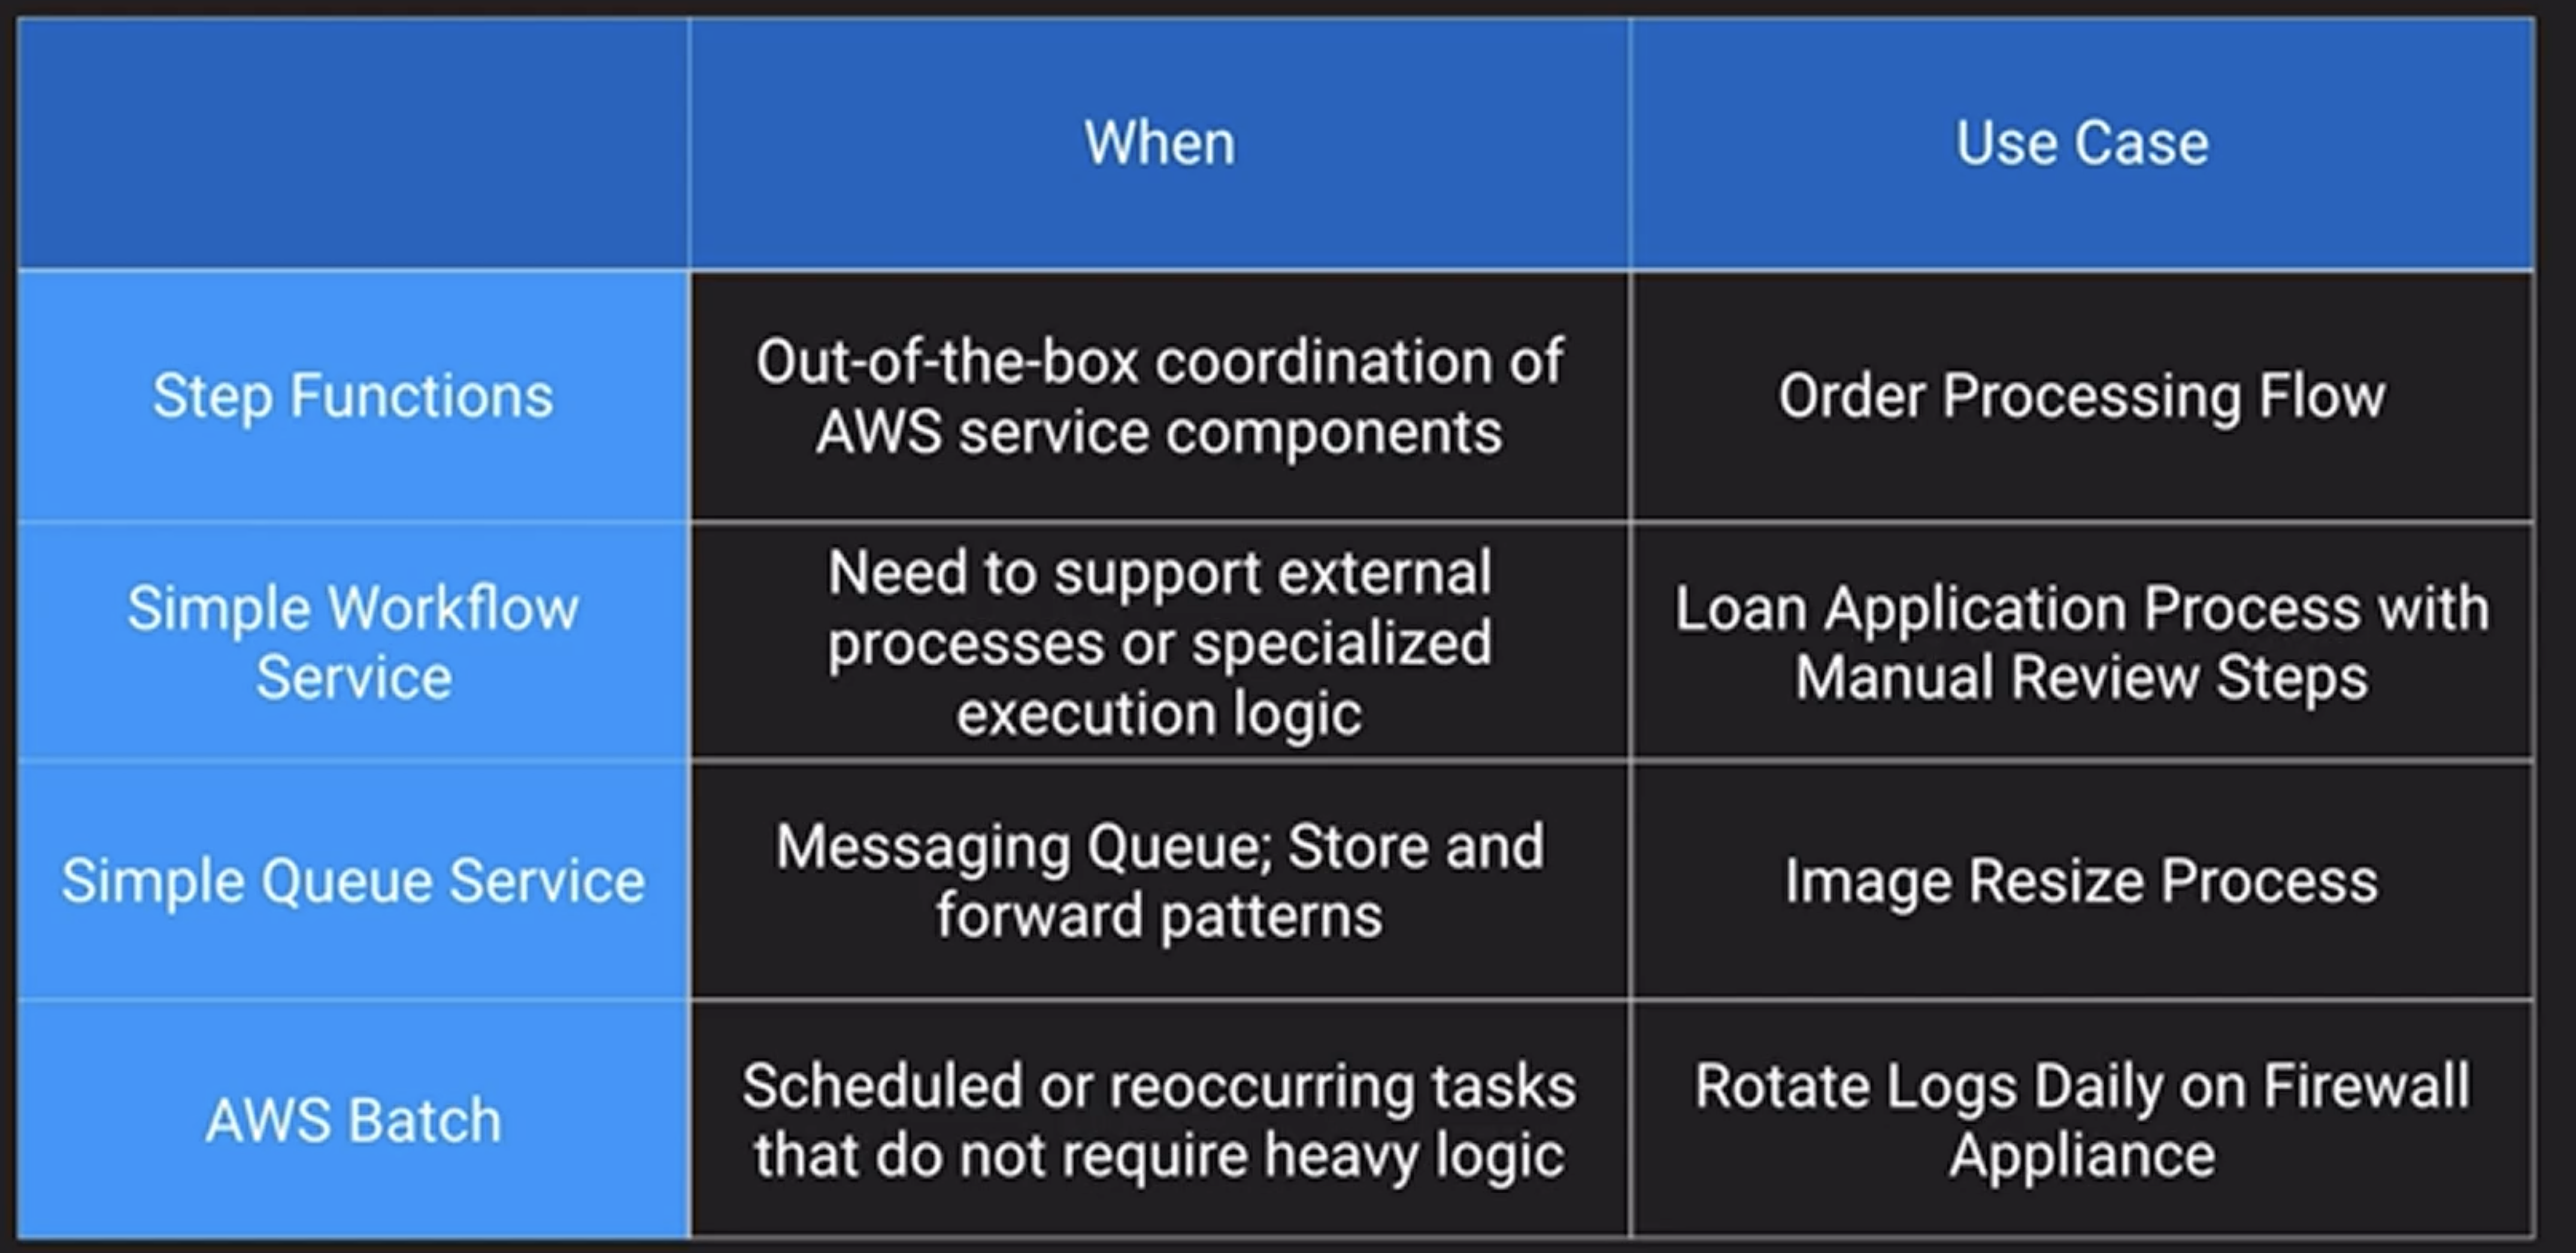 When
Use Case
Step Functions
Out-of-the-box coordination of
AWS service components
Order Processing Flow
Simple Workflow
Service
Need to support external
processes or specialized
execution logic
Loan Application Process with
Manual Review Steps
Simple Queue Service
Messaging Queue; Store and
forward patterns
Image Resize Process
AWS Batch
Scheduled or reoccurring tasks
that do not require heavy logic
Rotate Logs Daily on Firewall
Appliance